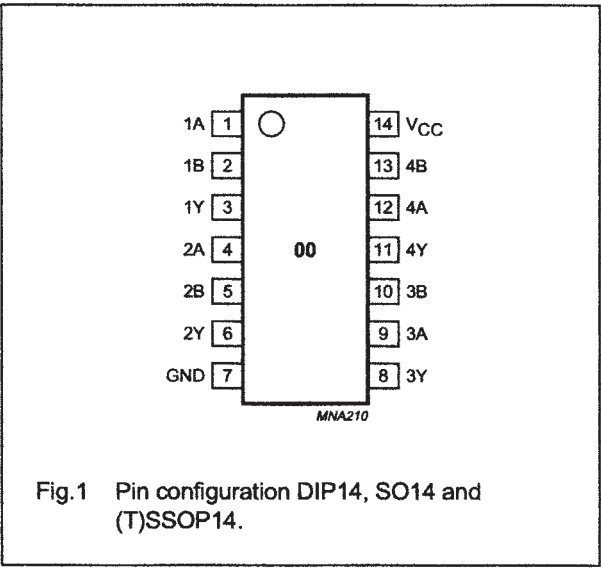 1A 1 14 VCC
1B 2 13 4B
1Y 3 12 4A
2A 4 00 11 4Y
2B 5 10 3B
2Y 6 9 3A
GND 7 8 3Y
MNA210
Fig.1 Pin configuration DIP14, SO14 and
(T)SSOP14.